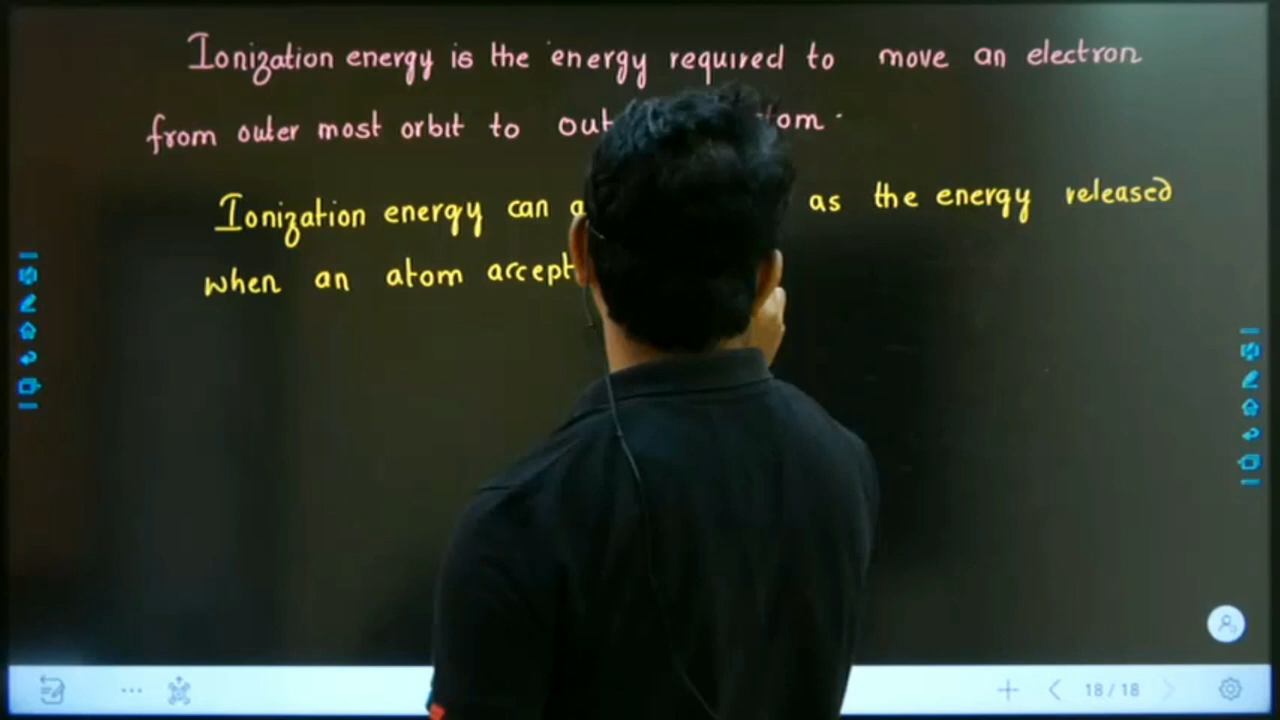 Ionization energy is the energy required to move an electron
from outer most orbit to out
Ionization energy can as the energy released
when an atom accept
18/18